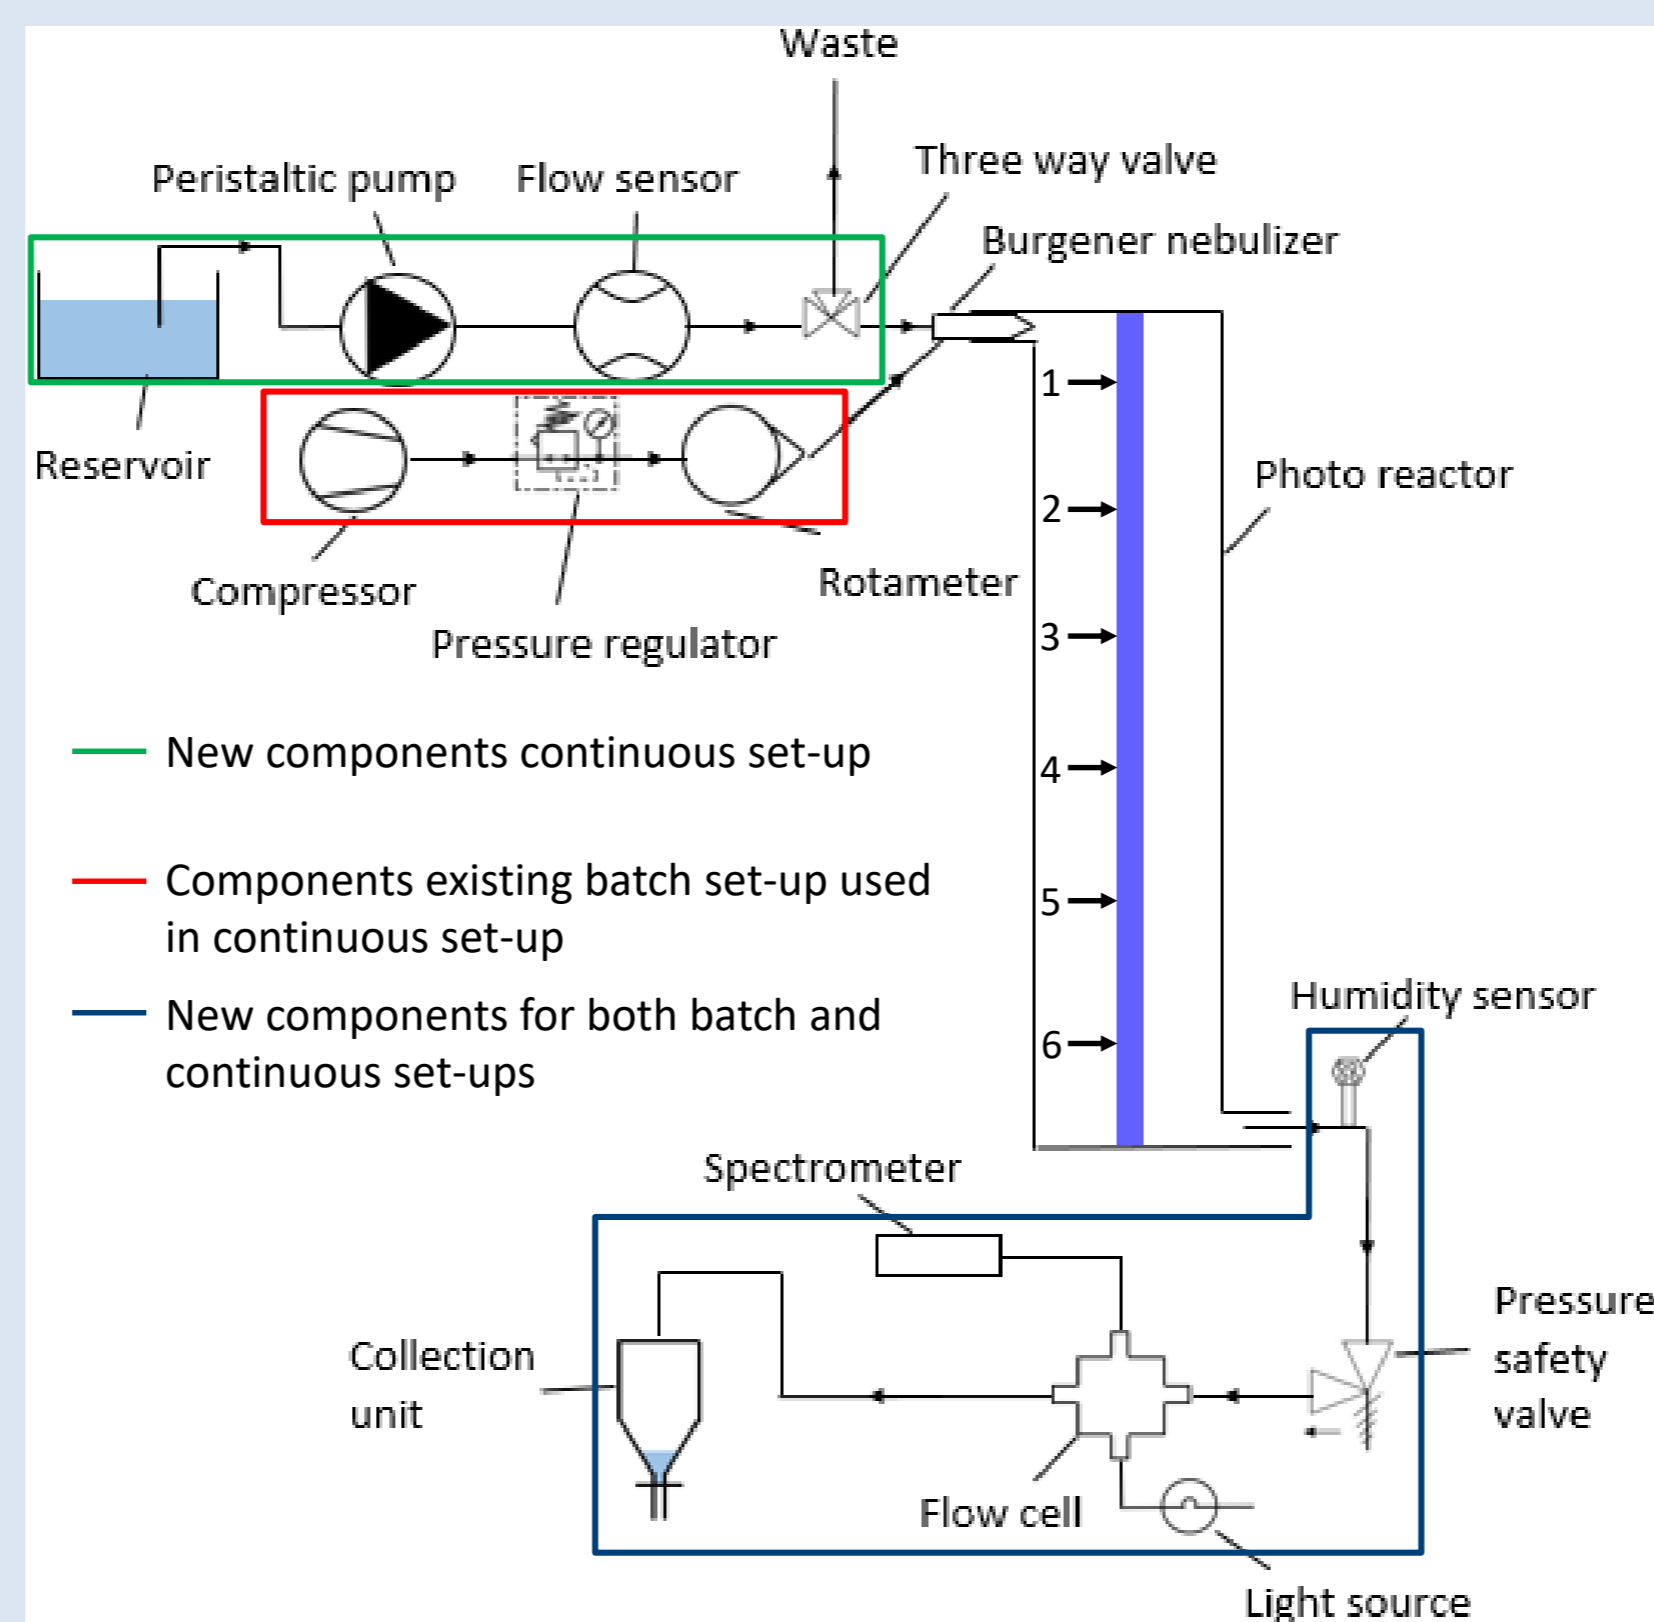 Waste
Three way valve
Peristaltic pump
Flow sensor
Burgener nebulizer
1
Reservoir
Photo reactor
2
Compressor
Rotameter
Pressure regulator
3
New components continuous set-up
4
Components existing batch set-up used
in continuous set-up
5
Humidity sensor
New components for both batch and
continuous set-ups
6
Spectrometer
Pressure
safety
valve
Collection
unit
Flow cell
Light source